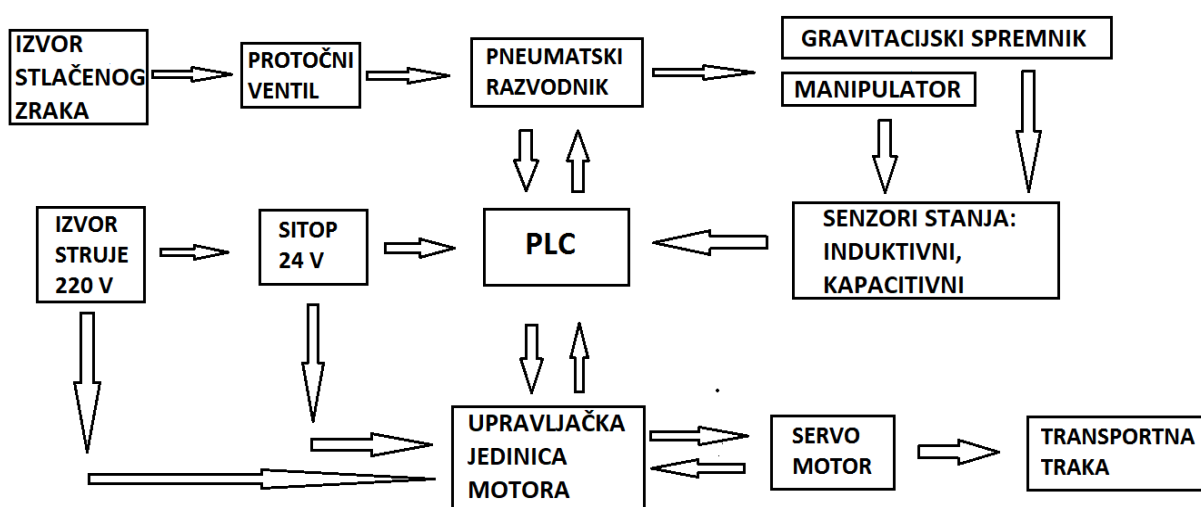 IZVOR
STLAČENOG
ZRAKA
PROTOČNI
VENTIL
PNEUMATSKI
RAZVODNIK
GRAVITACIJSKI SPREMNIK
MANIPULATOR
IZVOR
STRUJE
220 V
SITOP
24 V
PLC
SENZORI STANJA:
INDUKTIVNI,
KAPACITIVNI
UPRAVLJAČKA
JEDINICA
MOTORA
SERVO
MOTOR
TRANSPORTNA
TRAKA